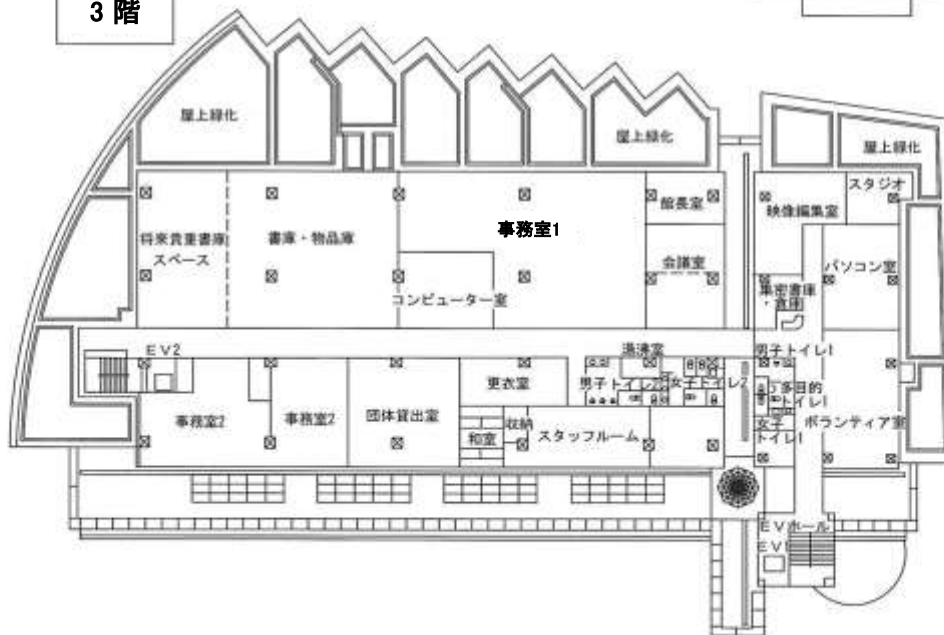 3 階
屋上緑化
屋上緑化
屋上緑化
スタジオ
館長室
映像編集室
事務室1
将来貴重書庫
スペース
書庫・物品庫
会議室
パソコン室
コンピューター室
集密書庫
・倉庫
EV2
湯沸室
男子トイレ1
更衣室
男子トイレ2
女子トイレ2
多目的
トイレ1
事務室2
事務室2
団体貸出室
収納
和室
スタッフルーム
女子
トイレ1
ボランティア室
EVホール
EV1